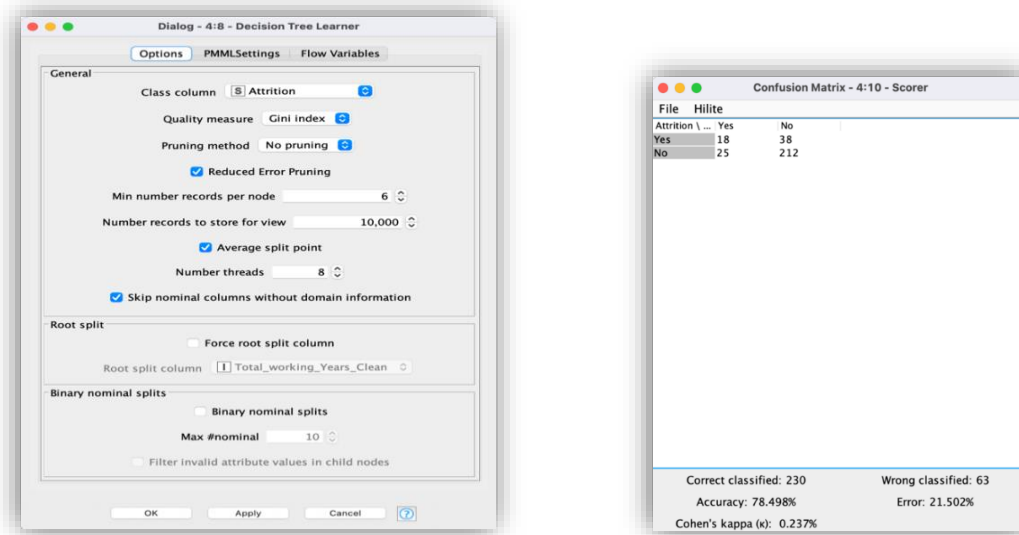 Dialog - 4:8 - Decision Tree Learner
Options PMMLSettings Flow Variables
General
Class column S Attrition
Quality measure Gini index
Pruning method No pruning
Reduced Error Pruning
Min number records per node 6
Number records to store for view 10,000
Average split point
Number threads 8
Skip nominal columns without domain information
Root split
Force root split column
Root split column I Total_working_Years_Clean
Binary nominal splits
Binary nominal splits
Max #nominal 10
Filter invalid attribute values in child nodes
OK Apply Cancel ?
Confusion Matrix - 4:10 - Scorer
File Hilite
Attrition \ ... Yes No
Yes 18 38
No 25 212
Correct classified: 230 Wrong classified: 63
Accuracy: 78.498% Error: 21.502%
Cohen's kappa (κ): 0.237%